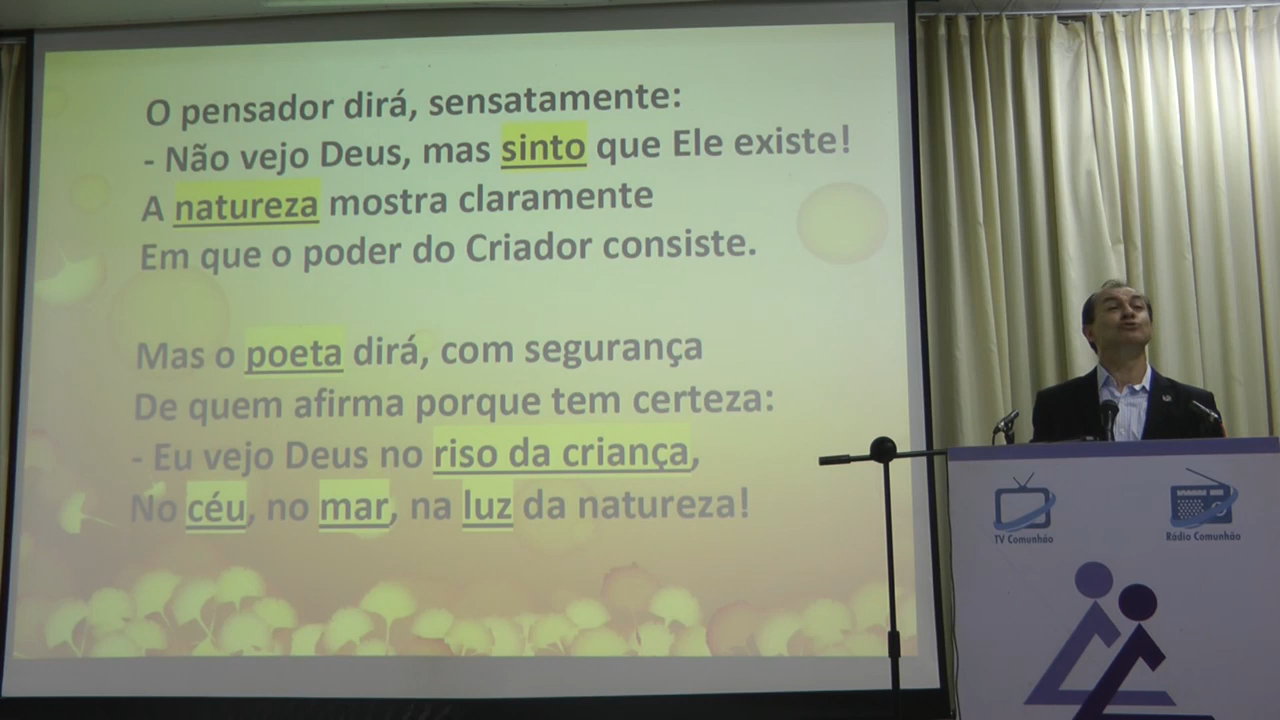 O pensador dirá, sensatamente:
- Não vejo Deus, mas sinto que Ele existe!
A natureza mostra claramente
Em que o poder do Criador consiste.
Mas o poeta dirá, com segurança
De quem afirma porque tem certeza:
- Eu vejo Deus no riso da criança,
No céu, no mar, na luz da natureza!
TV Comunhão
Rádio Comunhão